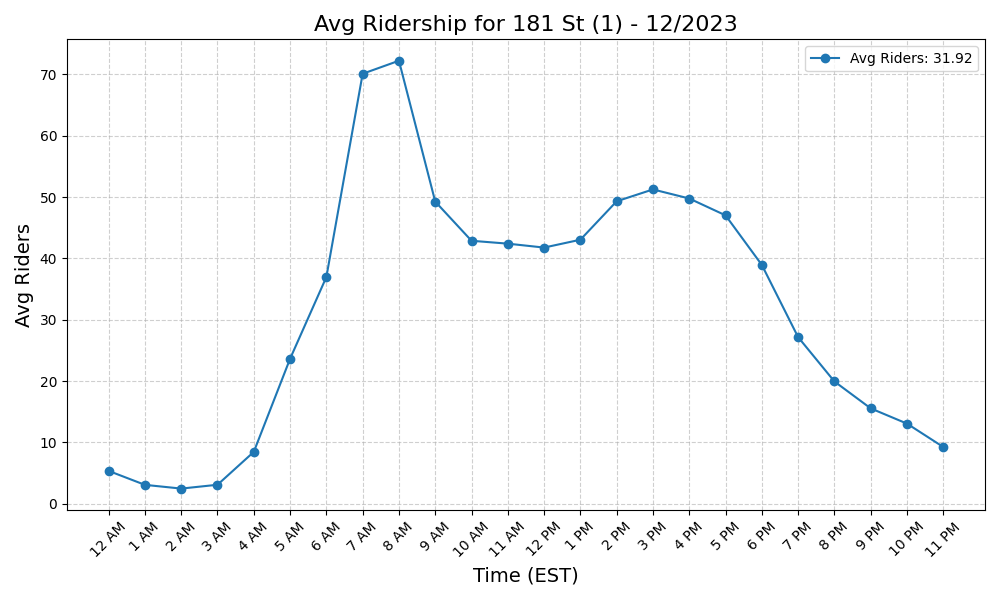 Avg Ridership for 181 St (1) - 12/2023
Avg Riders: 31.92
Avg Riders
70
60
50
40
30
20
10
0
12 AM
1 AM
2 AM
3 AM
4 AM
5 AM
6 AM
7 AM
8 AM
9 AM
10 AM
11 AM
12 PM
1 PM
2 PM
3 PM
4 PM
5 PM
6 PM
7 PM
8 PM
9 PM
10 PM
11 PM
Time (EST)